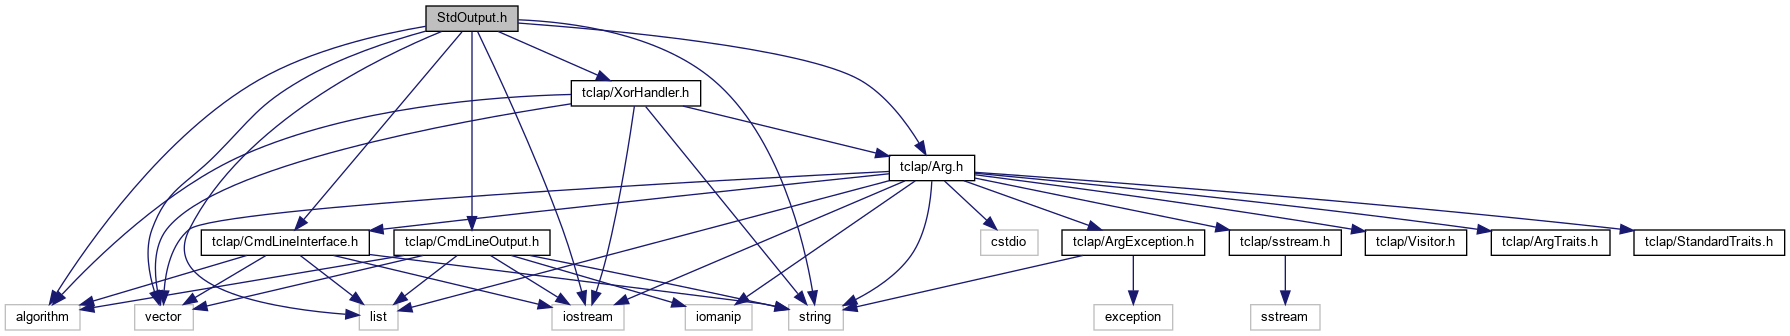 StdOutput.h
tclap/XorHandler.h
tclap/Arg.h
tclap/CmdLineInterface.h
tclap/CmdLineOutput.h
cstdio
tclap/ArgException.h
tclap/sstream.h
tclap/Visitor.h
tclap/ArgTraits.h
tclap/StandardTraits.h
algorithm
vector
list
iostream
iomanip
string
exception
sstream